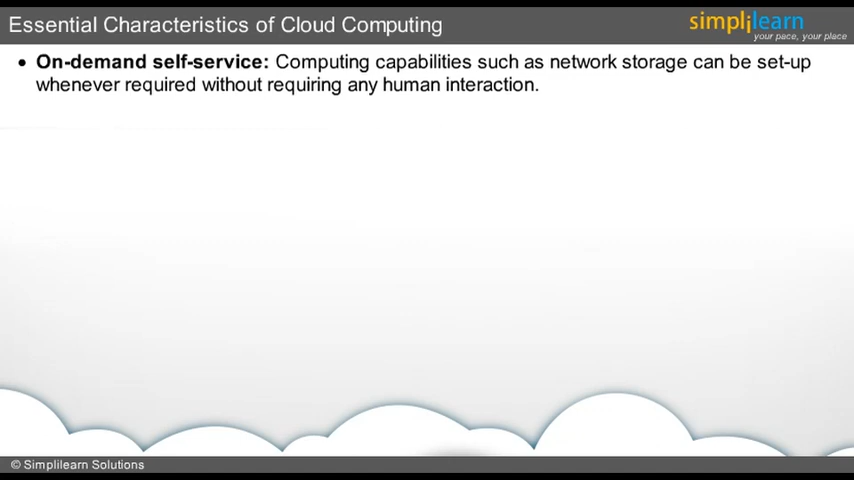 Essential Characteristics of Cloud Computing
simplilearn
your pace, your place
• On-demand self-service: Computing capabilities such as network storage can be set-up
whenever required without requiring any human interaction.
© Simplilearn Solutions